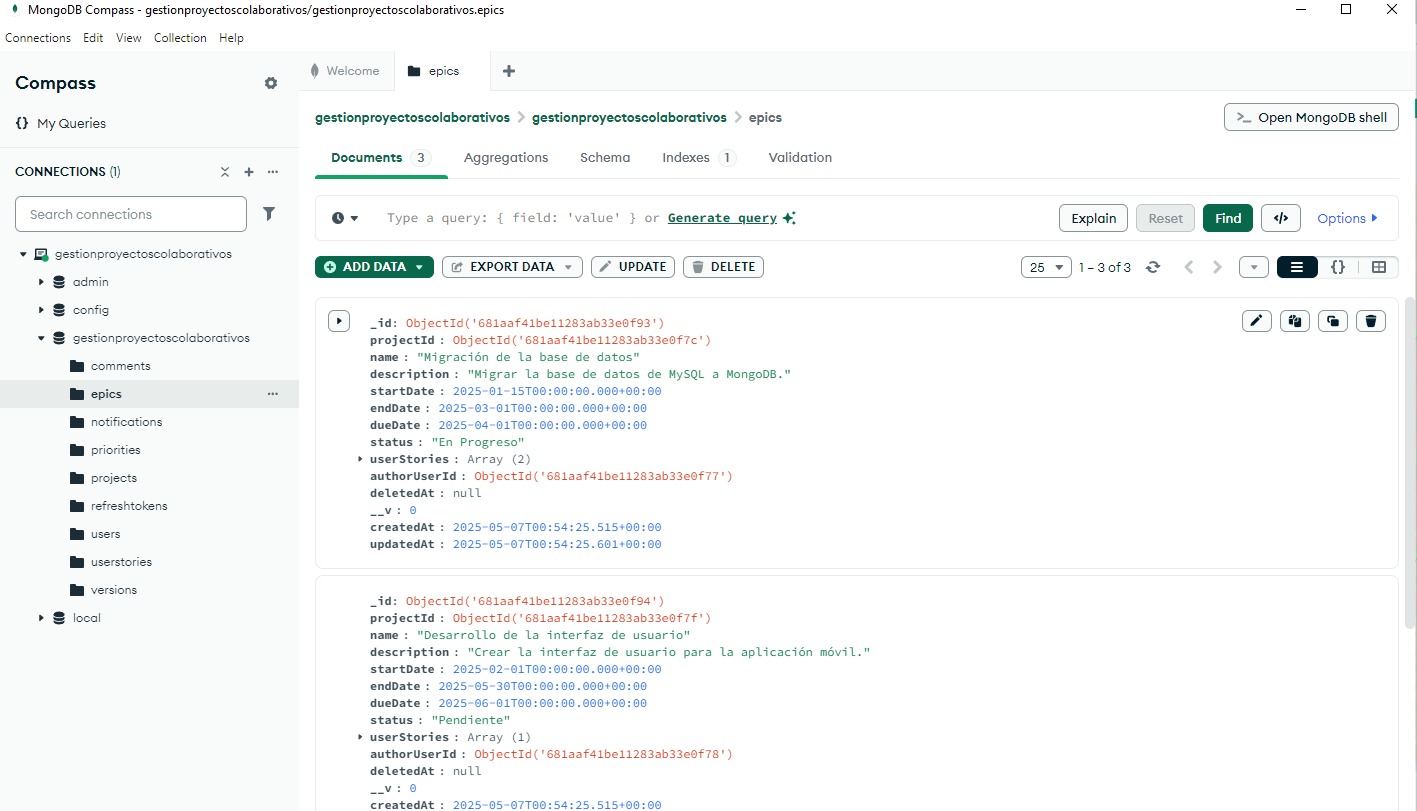 MongoDB Compass - gestionproyectoscolaborativos/gestionproyectoscolaborativos.epics
Connections Edit View Collection Help
Compass
{} My Queries
CONNECTIONS (1)
Search connections
gestionproyectoscolaborativos
admin
config
gestionproyectoscolaborativos
comments
epics
notifications
priorities
projects
refreshtokens
users
userstories
versions
local
Welcome
epics
gestionproyectoscolaborativos > gestionproyectoscolaborativos > epics
>_ Open MongoDB shell
Documents 3 Aggregations Schema Indexes 1 Validation
Type a query: { field: 'value' } or Generate query
Explain Reset Find </> Options
ADD DATA EXPORT DATA UPDATE DELETE
25 1 – 3 of 3 {}
_id: ObjectId('681aaf41be11283ab33e0f93')
projectId : ObjectId('681aaf41be11283ab33e0f7c')
name : "Migración de la base de datos"
description : "Migrar la base de datos de MySQL a MongoDB."
startDate : 2025-01-15T00:00:00.000+00:00
endDate : 2025-03-01T00:00:00.000+00:00
dueDate : 2025-04-01T00:00:00.000+00:00
status : "En Progreso"
userStories : Array (2)
authorUserId : ObjectId('681aaf41be11283ab33e0f77')
deletedAt : null
__v : 0
createdAt : 2025-05-07T00:54:25.515+00:00
updatedAt : 2025-05-07T00:54:25.601+00:00
_id: ObjectId('681aaf41be11283ab33e0f94')
projectId : ObjectId('681aaf41be11283ab33e0f7f')
name : "Desarrollo de la interfaz de usuario"
description : "Crear la interfaz de usuario para la aplicación móvil."
startDate : 2025-02-01T00:00:00.000+00:00
endDate : 2025-05-30T00:00:00.000+00:00
dueDate : 2025-06-01T00:00:00.000+00:00
status : "Pendiente"
userStories : Array (1)
authorUserId : ObjectId('681aaf41be11283ab33e0f78')
deletedAt : null
__v : 0
createdAt : 2025-05-07T00:54:25.515+00:00